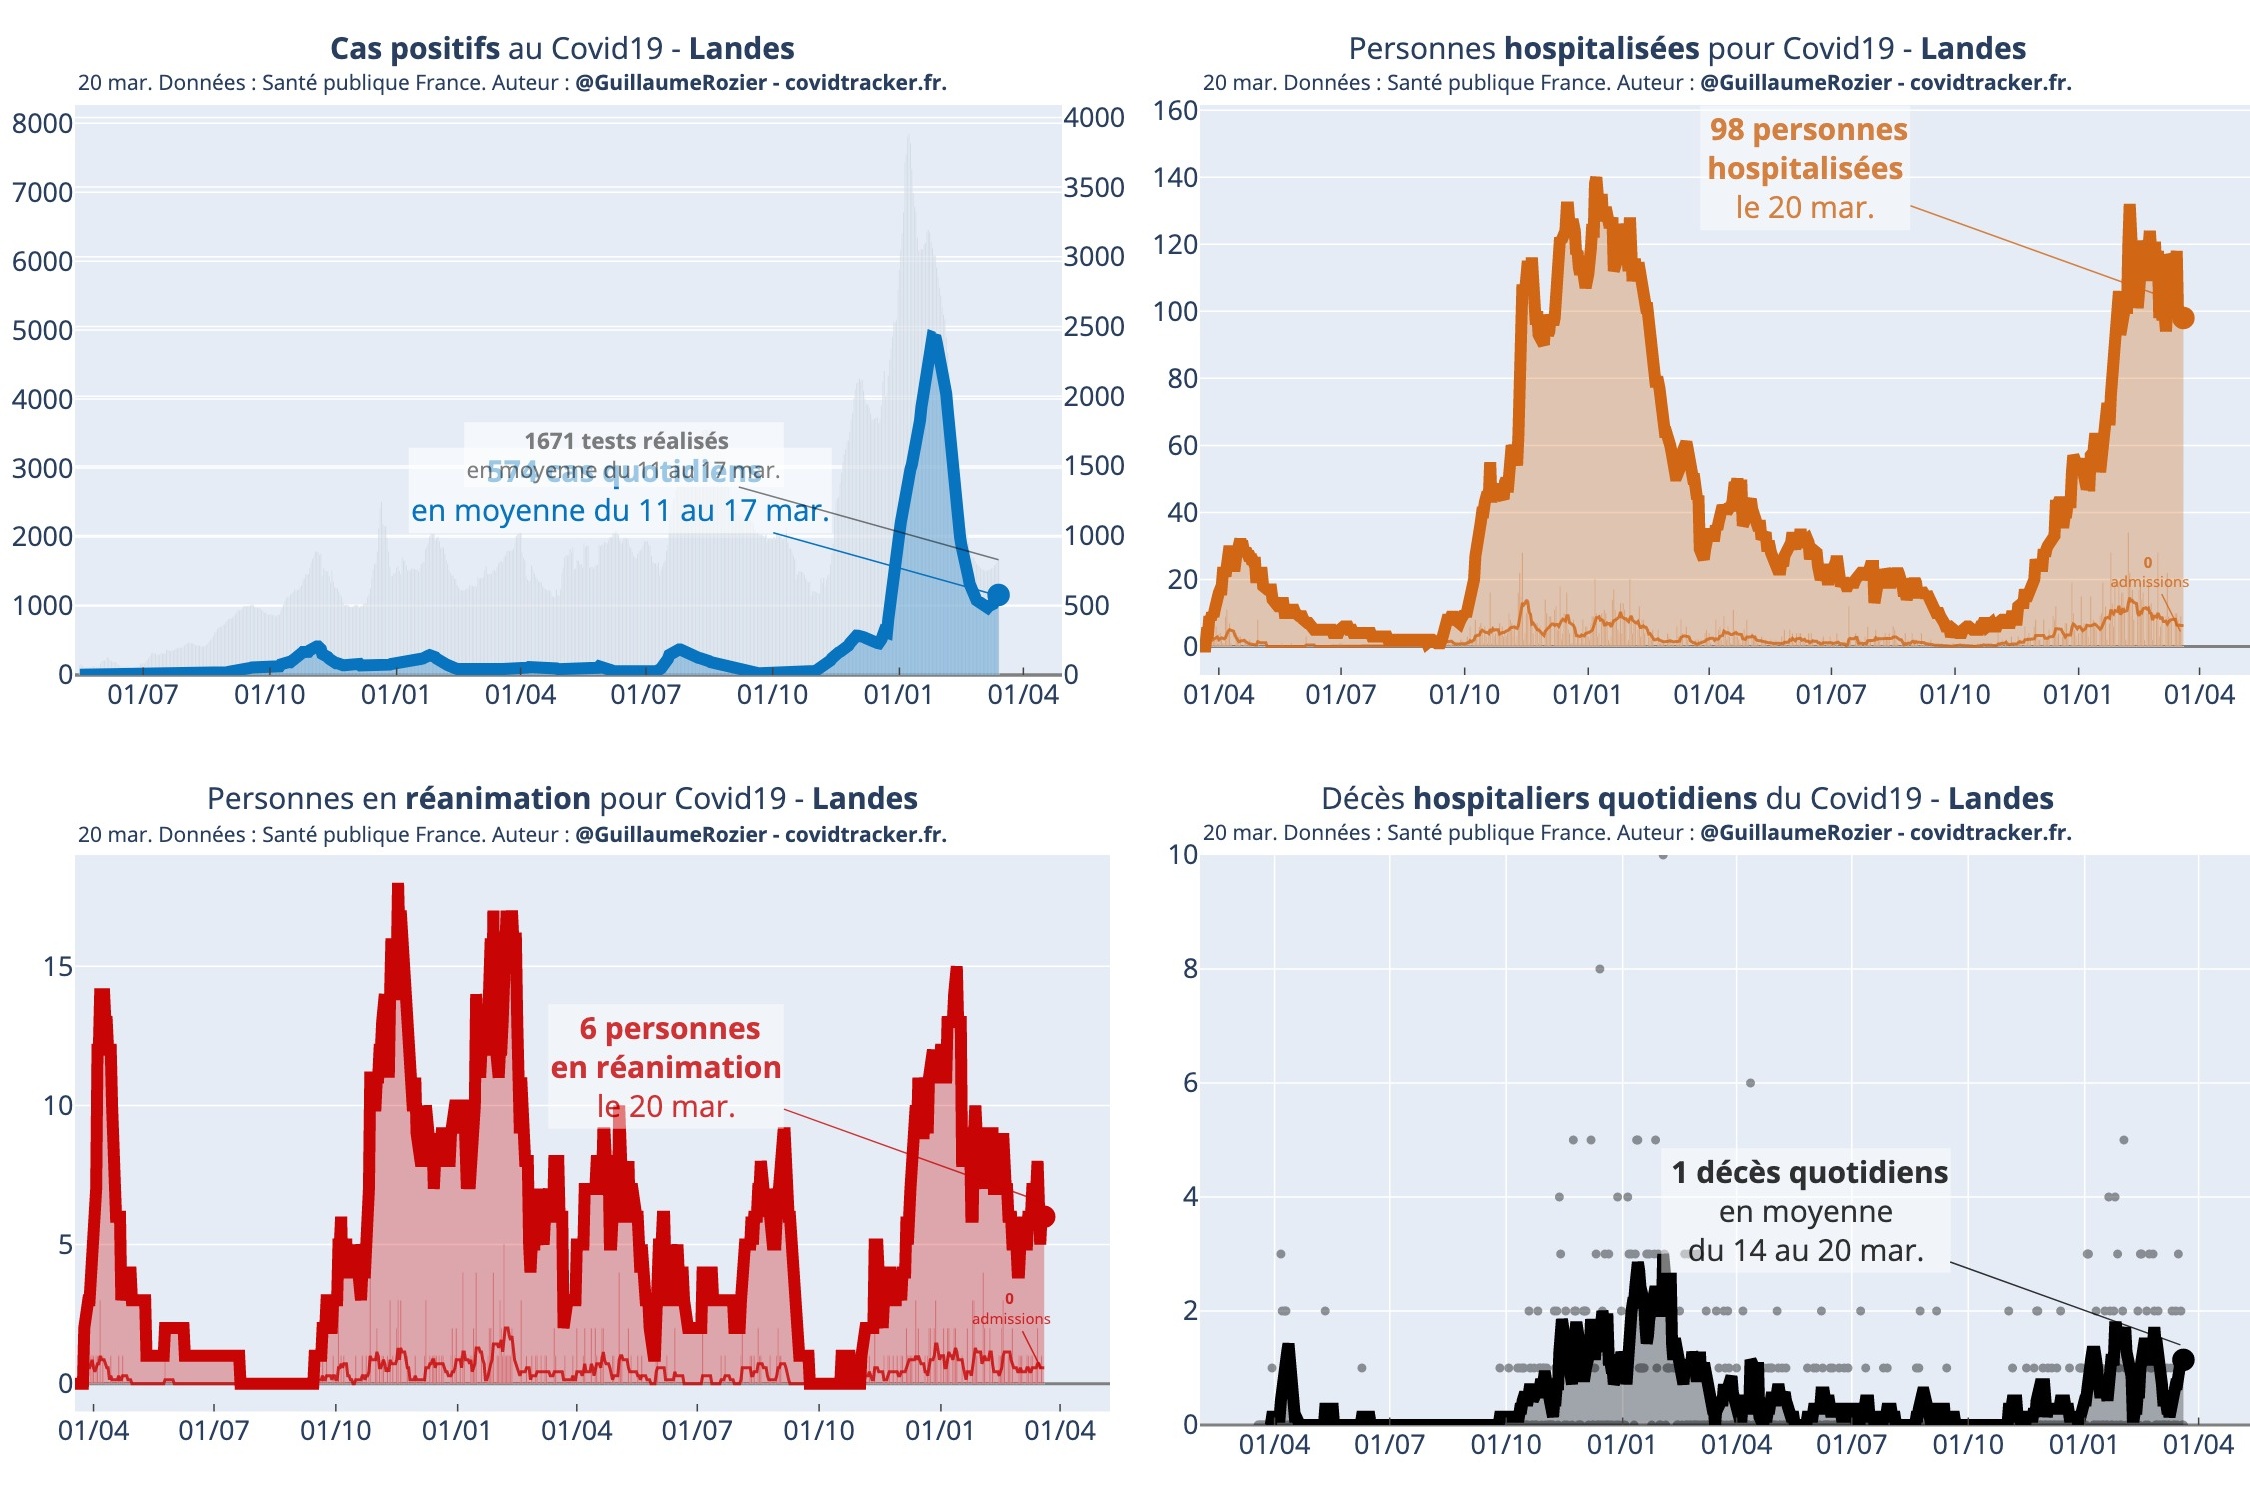 Cas positifs au Covid19 - Landes
20 mar. Données : Santé publique France. Auteur : @GuillaumeRozier - covidtracker.fr.
8000
7000
6000
5000
4000
3000
2000
1000
0
4000
3500
3000
2500
2000
1500
1000
500
0
1671 tests réalisés
en moyenne du 11 au 17 mar.
574 cas quotidiens
en moyenne du 11 au 17 mar.
01/07 01/10 01/01 01/04 01/07 01/10 01/01 01/04
Personnes hospitalisées pour Covid19 - Landes
20 mar. Données : Santé publique France. Auteur : @GuillaumeRozier - covidtracker.fr.
160
140
120
100
80
60
40
20
0
98 personnes
hospitalisées
le 20 mar.
0
admissions
01/04 01/07 01/10 01/01 01/04 01/07 01/10 01/01 01/04
Personnes en réanimation pour Covid19 - Landes
20 mar. Données : Santé publique France. Auteur : @GuillaumeRozier - covidtracker.fr.
15
10
5
0
6 personnes
en réanimation
le 20 mar.
0
admissions
01/04 01/07 01/10 01/01 01/04 01/07 01/10 01/01 01/04
Décès hospitaliers quotidiens du Covid19 - Landes
20 mar. Données : Santé publique France. Auteur : @GuillaumeRozier - covidtracker.fr.
10
8
6
4
2
0
1 décès quotidiens
en moyenne
du 14 au 20 mar.
01/04 01/07 01/10 01/01 01/04 01/07 01/10 01/01 01/04